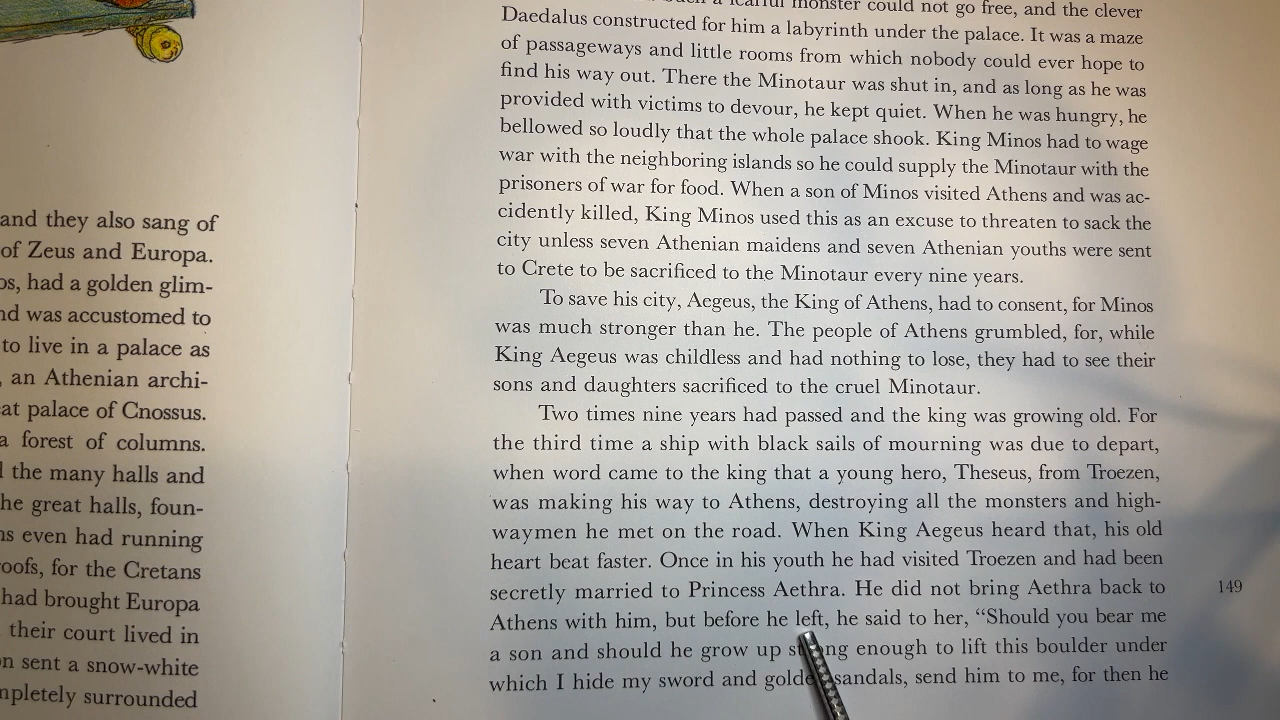 and they also sang of
of Zeus and Europa.
had a golden glim-
was accustomed to
to live in a palace as
, an Athenian archi-
palace of Cnossus.
a forest of columns.
the many halls and
great halls, foun-
even had running
for the Cretans
had brought Europa
their court lived in
sent a snow-white
surrounded
monster could not go free, and the clever
Daedalus constructed for him a labyrinth under the palace. It was a maze
of passageways and little rooms from which nobody could ever hope to
find his way out. There the Minotaur was shut in, and as long as he was
provided with victims to devour, he kept quiet. When he was hungry, he
bellowed so loudly that the whole palace shook. King Minos had to wage
war with the neighboring islands so he could supply the Minotaur with the
prisoners of war for food. When a son of Minos visited Athens and was ac-
cidently killed, King Minos used this as an excuse to threaten to sack the
city unless seven Athenian maidens and seven Athenian youths were sent
to Crete to be sacrificed to the Minotaur every nine years.
To save his city, Aegeus, the King of Athens, had to consent, for Minos
was much stronger than he. The people of Athens grumbled, for, while
King Aegeus was childless and had nothing to lose, they had to see their
sons and daughters sacrificed to the cruel Minotaur.
Two times nine years had passed and the king was growing old. For
the third time a ship with black sails of mourning was due to depart,
when word came to the king that a young hero, Theseus, from Troezen,
was making his way to Athens, destroying all the monsters and high-
waymen he met on the road. When King Aegeus heard that, his old
heart beat faster. Once in his youth he had visited Troezen and had been
secretly married to Princess Aethra. He did not bring Aethra back to
Athens with him, but before he left, he said to her, “Should you bear me
a son and should he grow up strong enough to lift this boulder under
which I hide my sword and golden sandals, send him to me, for then he
149